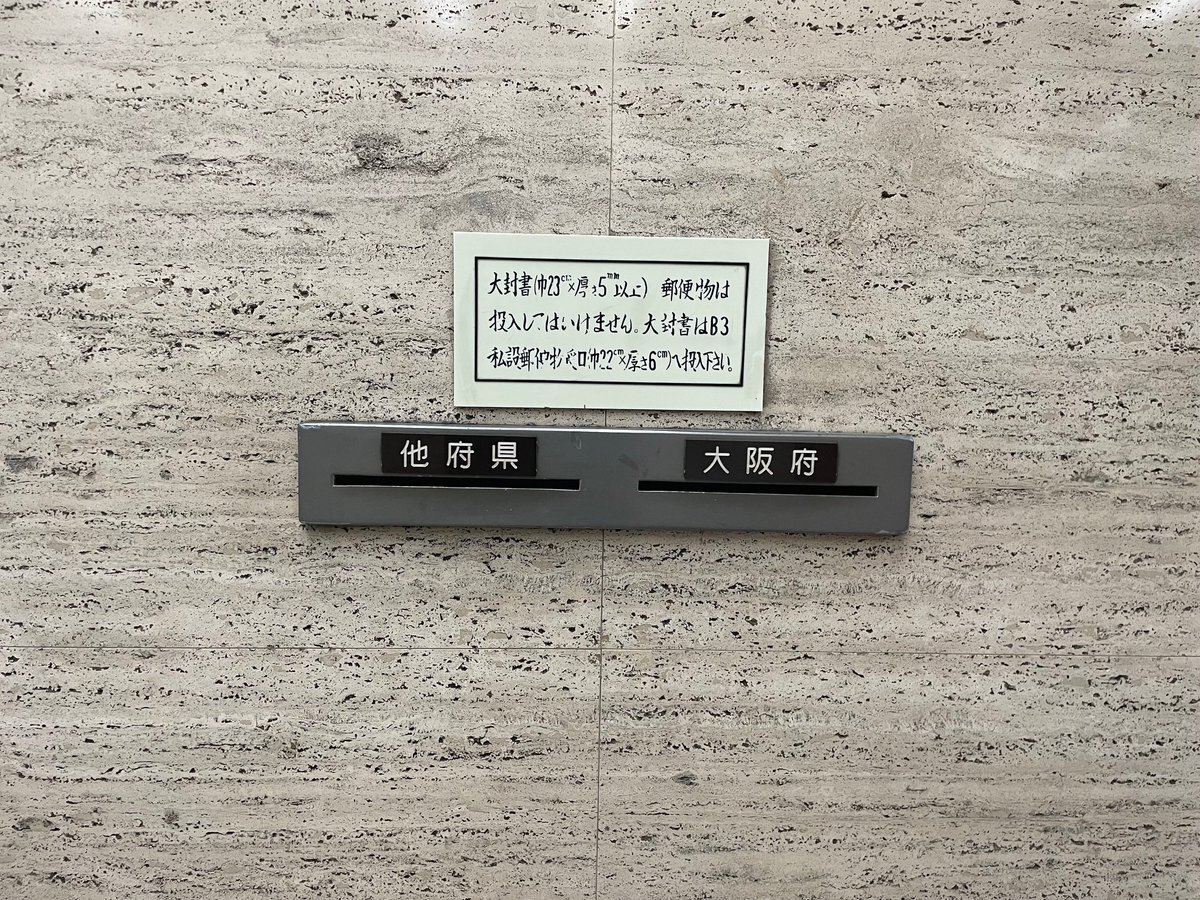 大封書(巾23cm×厚さ5mm以上) 郵便物は
投入してはいけません。大封書はB3
私設郵便物受口(巾22cm×厚さ6cm)へ投入下さい。
他府県
大阪府